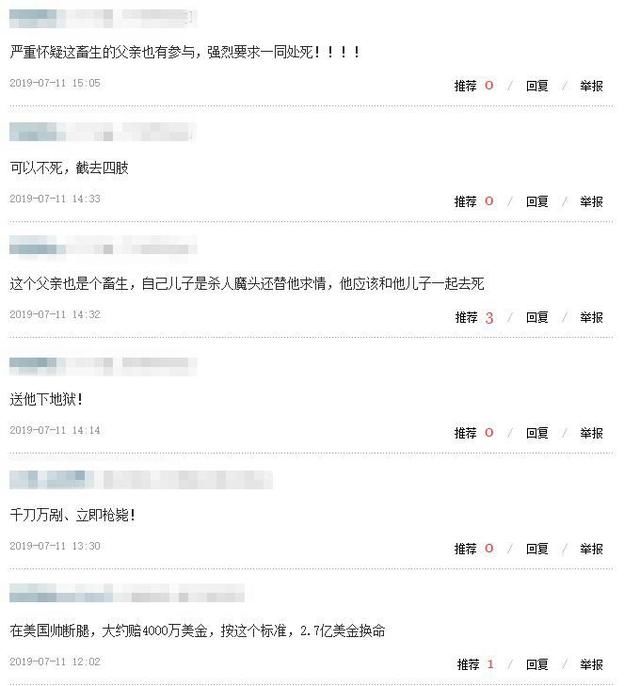 严重怀疑这畜生的父亲也有参与，强烈要求一同处死！！！！
2019-07-11 15:05 推荐 0 / 回复 / 举报
可以不死，截去四肢
2019-07-11 14:33 推荐 0 / 回复 / 举报
这个父亲也是个畜生，自己儿子是杀人魔头还替他求情，他应该和他儿子一起去死
2019-07-11 14:32 推荐 3 / 回复 / 举报
送他下地狱！
2019-07-11 14:14 推荐 0 / 回复 / 举报
千刀万剐、立即枪毙！
2019-07-11 13:30 推荐 0 / 回复 / 举报
在美国帅断腿，大约赔4000万美金，按这个标准，2.7亿美金换命
2019-07-11 12:02 推荐 1 / 回复 / 举报